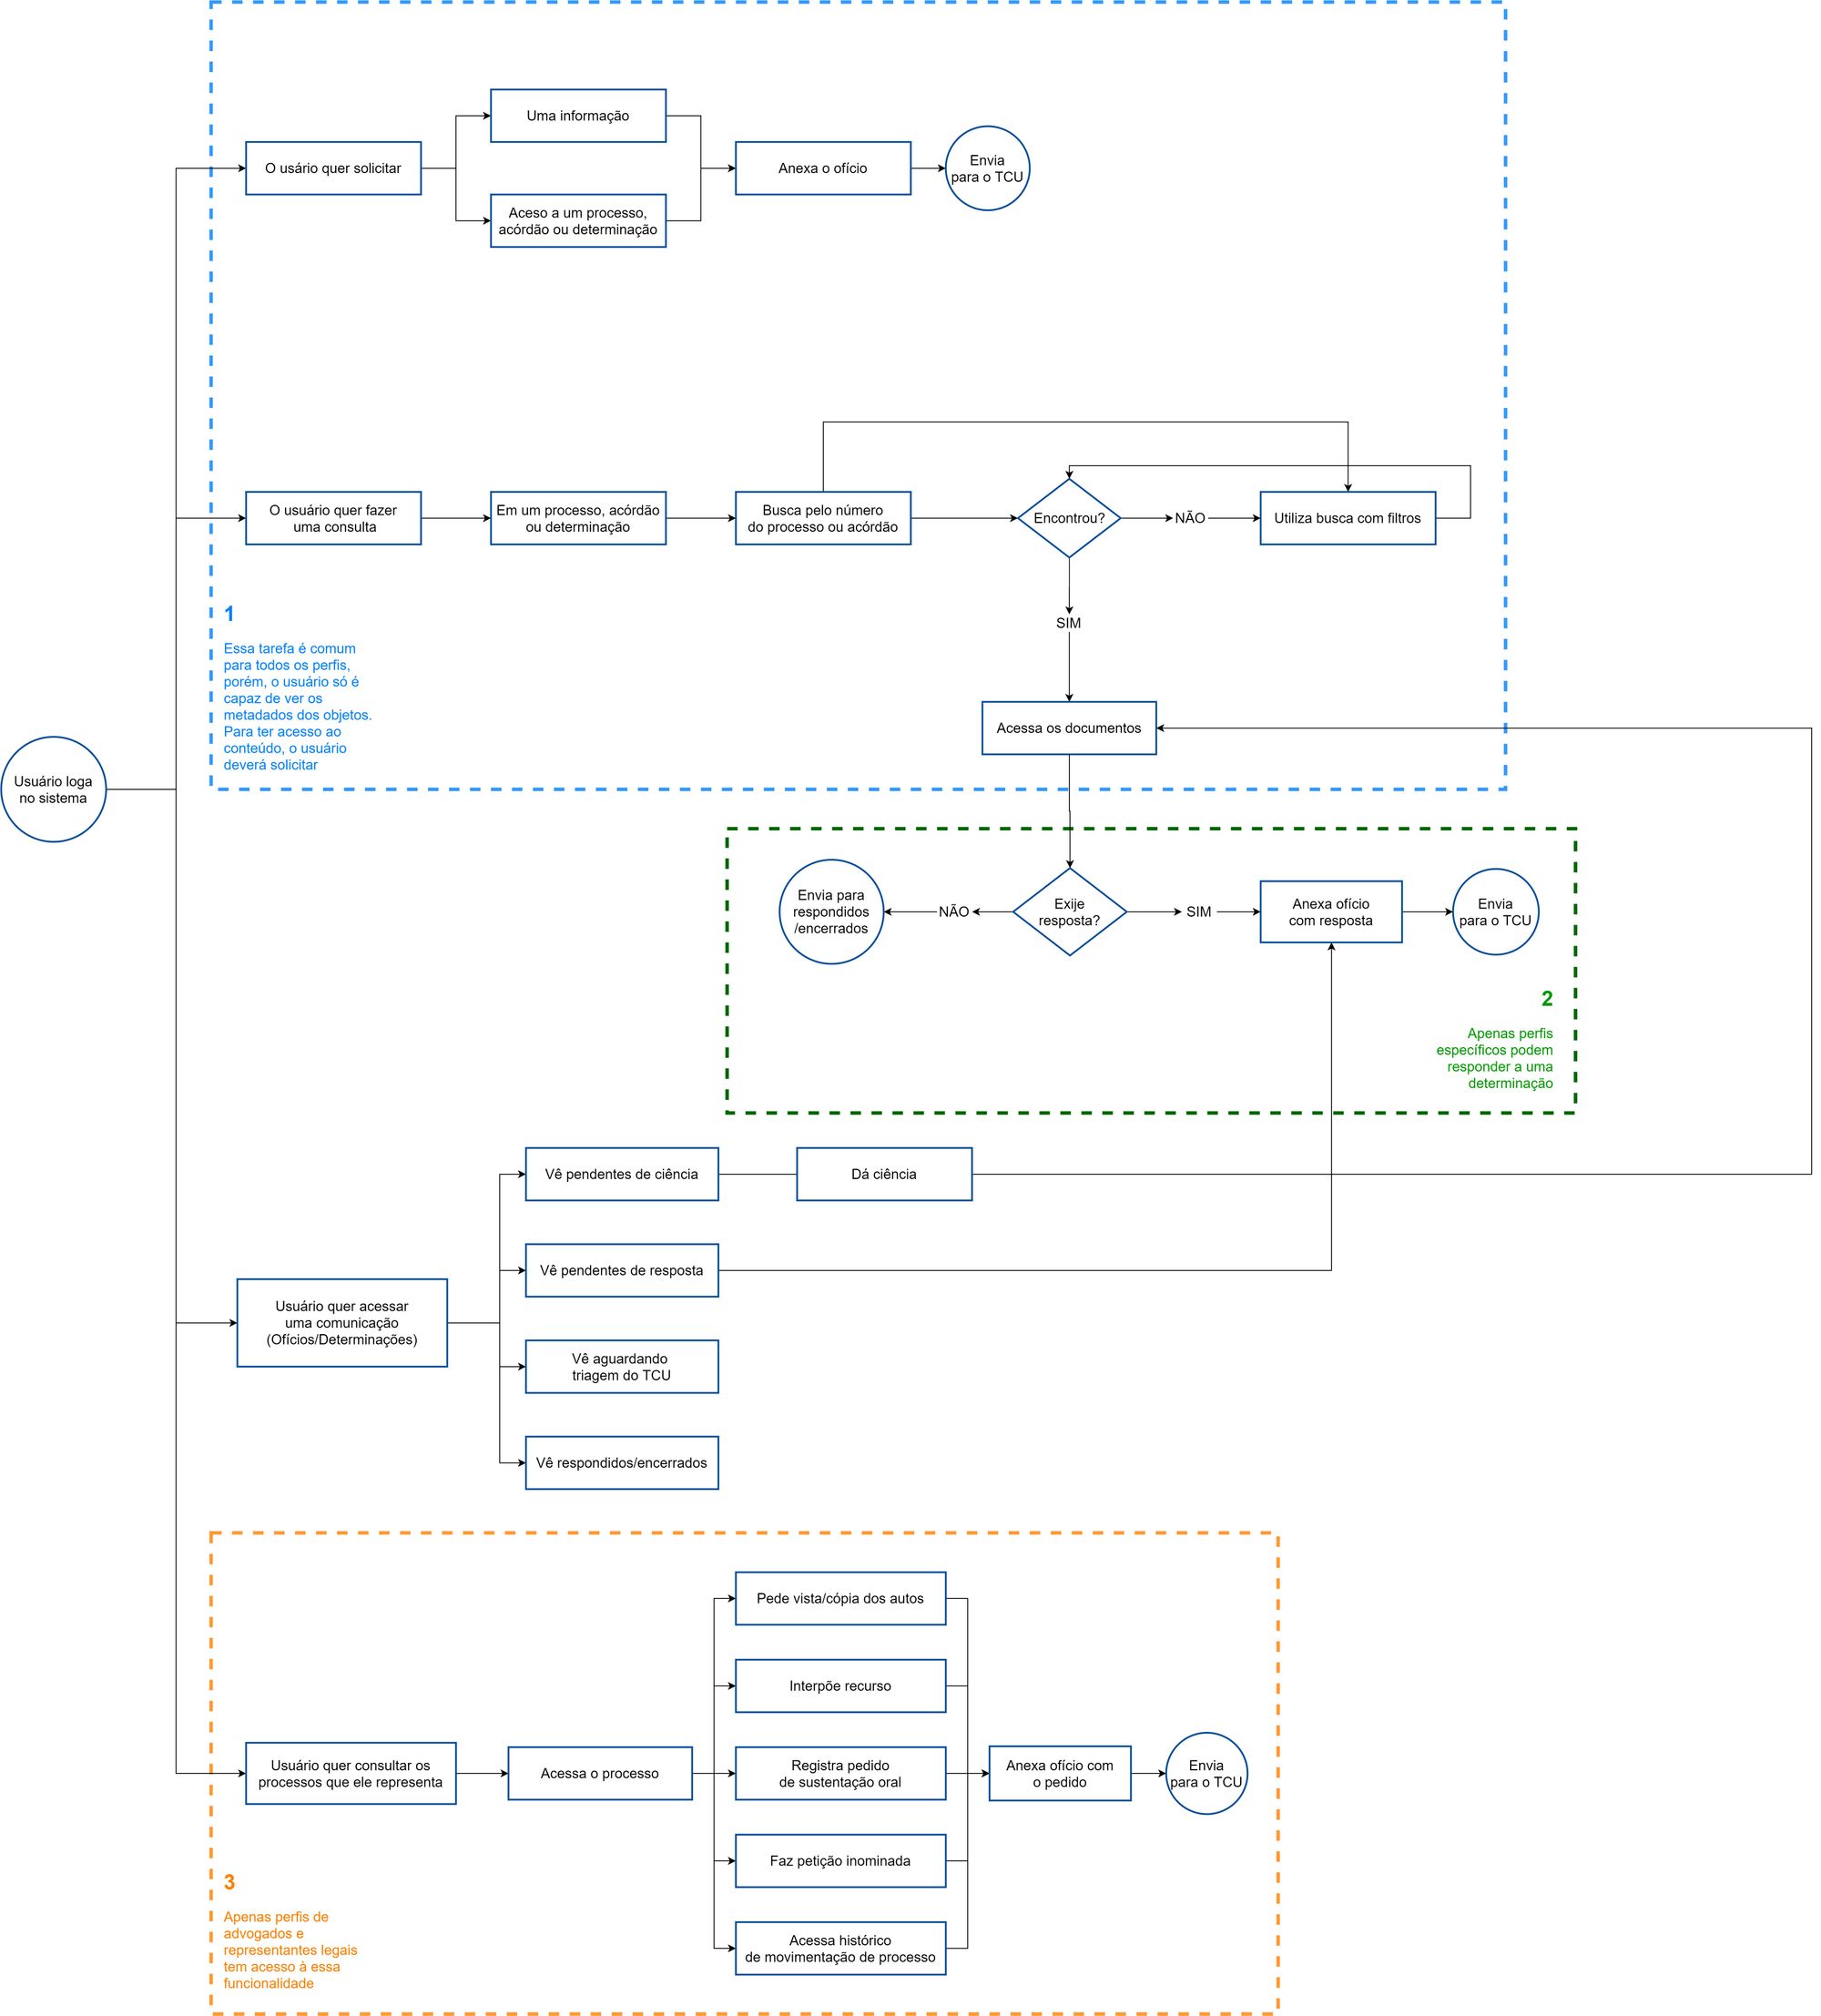 Uma informação
O usário quer solicitar
Aceso a um processo,
acórdão ou determinação
Anexa o ofício
Envia
para o TCU
O usuário quer fazer
uma consulta
Em um processo, acórdão
ou determinação
Busca pelo número
do processo ou acórdão
Encontrou?
NÃO
Utiliza busca com filtros
SIM
1
Essa tarefa é comum
para todos os perfis,
porém, o usuário só é
capaz de ver os
metadados dos objetos.
Para ter acesso ao
conteúdo, o usuário
deverá solicitar
Acessa os documentos
Usuário loga
no sistema
Envia para
respondidos
/encerrados
NÃO
Exije
resposta?
SIM
Anexa ofício
com resposta
Envia
para o TCU
2
Apenas perfis
específicos podem
responder a uma
determinação
Vê pendentes de ciência
Dá ciência
Vê pendentes de resposta
Usuário quer acessar
uma comunicação
(Ofícios/Determinações)
Vê aguardando
triagem do TCU
Vê respondidos/encerrados
Pede vista/cópia dos autos
Interpõe recurso
Usuário quer consultar os
processos que ele representa
Acessa o processo
Registra pedido
de sustentação oral
Anexa ofício com
o pedido
Envia
para o TCU
Faz petição inominada
3
Apenas perfis de
advogados e
representantes legais
tem acesso à essa
funcionalidade
Acessa histórico
de movimentação de processo